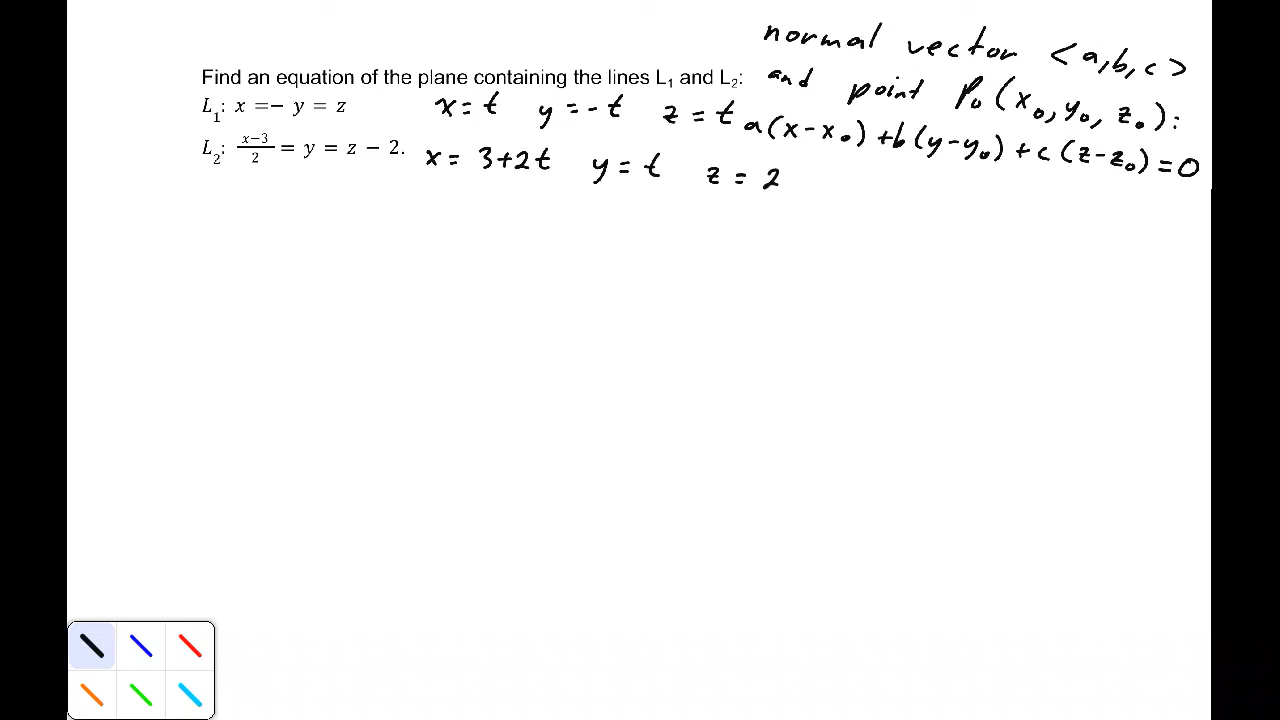 normal vector <a,b,c>
Find an equation of the plane containing the lines L₁ and L₂: and point P₀(x₀, y₀, z₀):
L₁: x =− y = z x = t y = -t z = t a(x-x₀)+b(y-y₀)+c(z-z₀)=0
L₂: (x−3)/2 = y = z − 2. x = 3+2t y = t z = 2